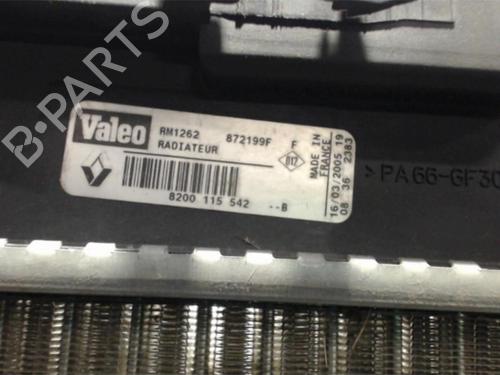 B-PARTS
Valeo
RM1262 872199F F
RADIATEUR
8200 115 542 --B
MADE IN
FRANCE
16/03/2005 19
08 36 2383
>PA66-GF30